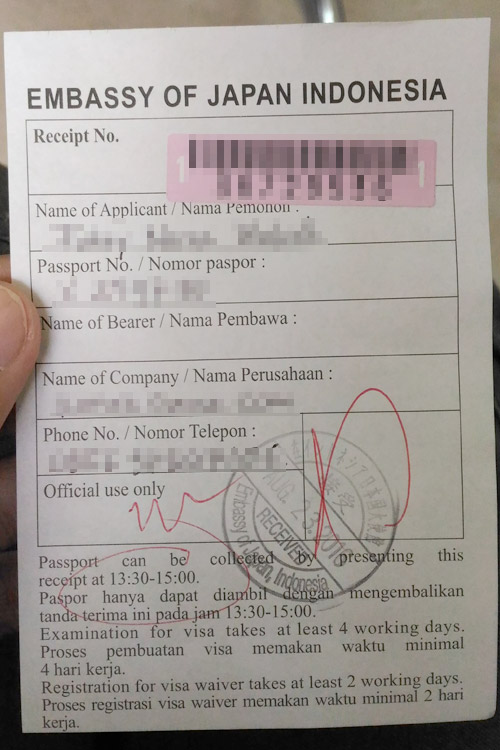 EMBASSY OF JAPAN INDONESIA
Receipt No.
1 1
Name of Applicant / Nama Pemohon :
Passport No. / Nomor paspor :
Name of Bearer / Nama Pembawa :
Name of Company / Nama Perusahaan :
Phone No. / Nomor Telepon :
Official use only
AUG. 23. 2016
RECEIVED
Embassy of Japan, Indonesia
Passport can be collected by presenting this
receipt at 13:30-15:00.
Paspor hanya dapat diambil dengan mengembalikan
tanda terima ini pada jam 13:30-15:00.
Examination for visa takes at least 4 working days.
Proses pembuatan visa memakan waktu minimal
4 hari kerja.
Registration for visa waiver takes at least 2 working days.
Proses registrasi visa waiver memakan waktu minimal 2 hari
kerja.